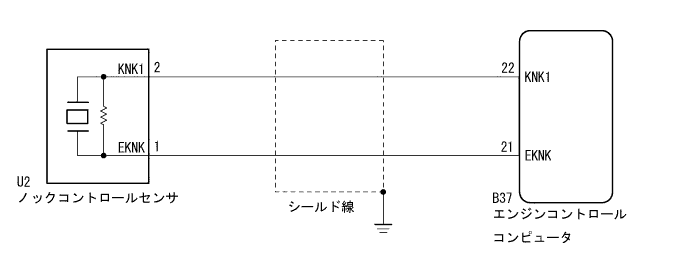 KNK1 2
22 KNK1
EKNK 1
21 EKNK
U2
ノックコントロールセンサ
シールド線
B37
エンジンコントロール
コンピュータ